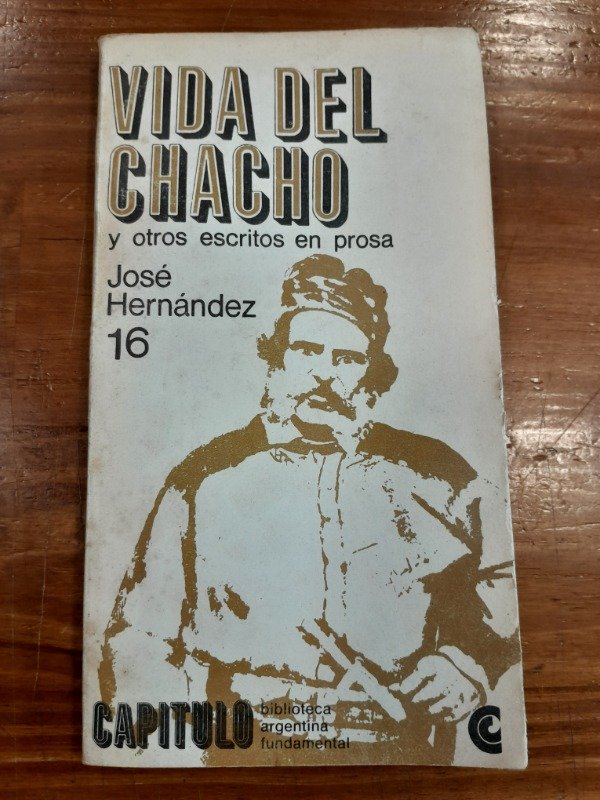 VIDA DEL
CHACHO
y otros escritos en prosa
José
Hernández
16
CAPITULO
biblioteca
argentina
fundamental